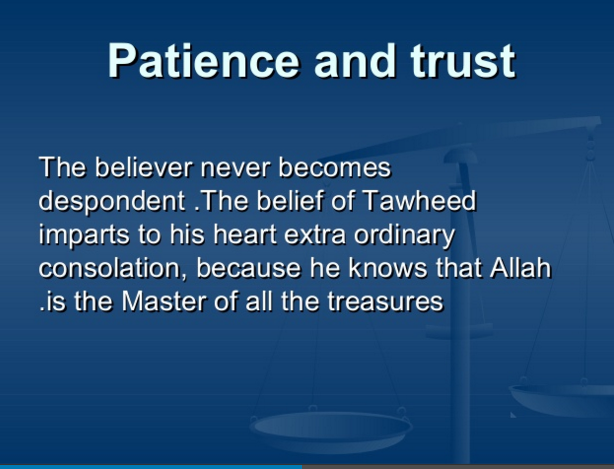 Patience and trust
The believer never becomes
despondent .The belief of Tawheed
imparts to his heart extra ordinary
consolation, because he knows that Allah
.is the Master of all the treasures